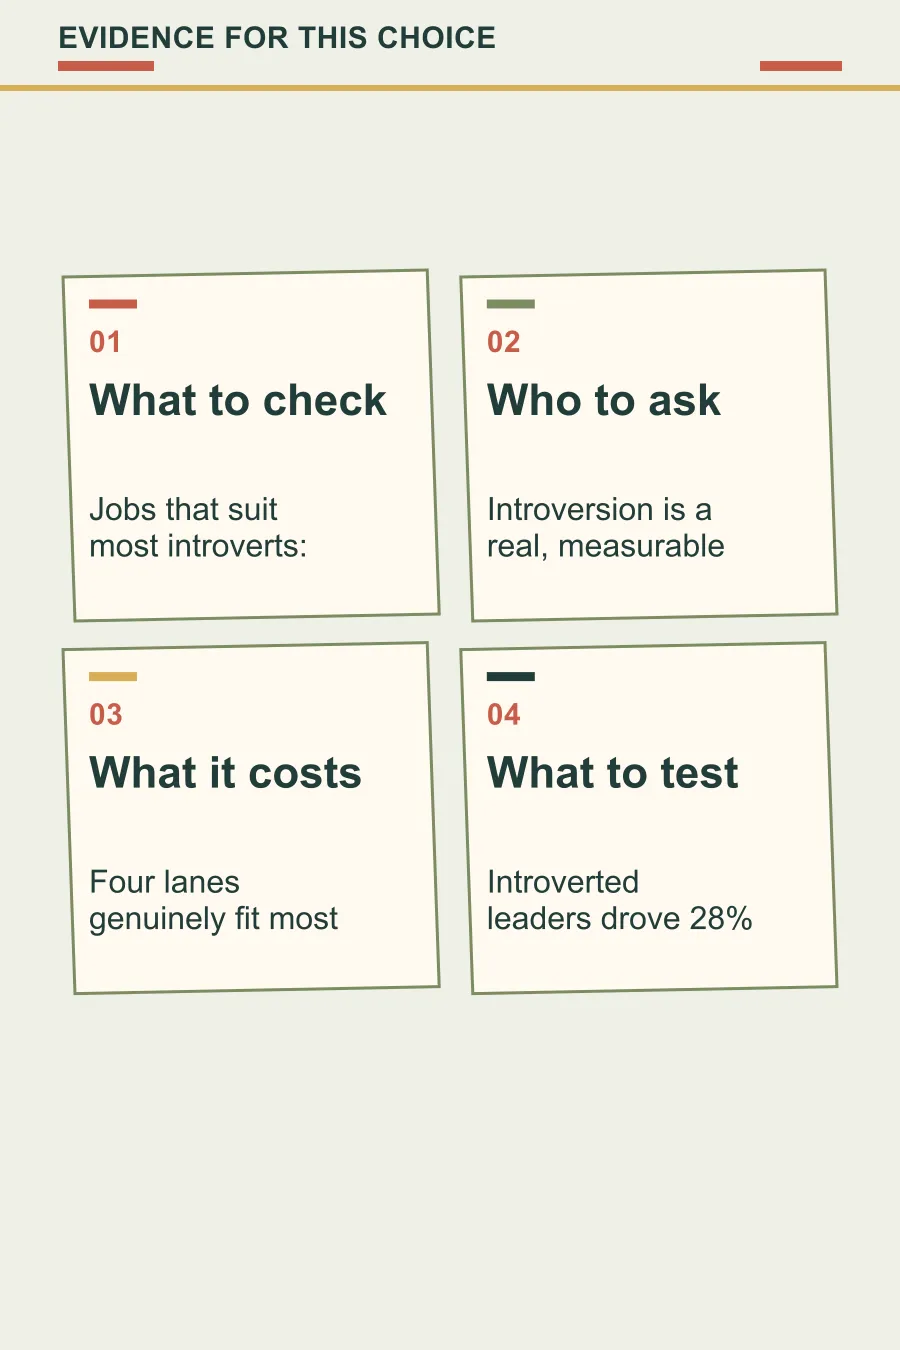 EVIDENCE FOR THIS CHOICE
01
What to check
Jobs that suit
most introverts:
02
Who to ask
Introversion is a
real, measurable
03
What it costs
Four lanes
genuinely fit most
04
What to test
Introverted
leaders drove 28%